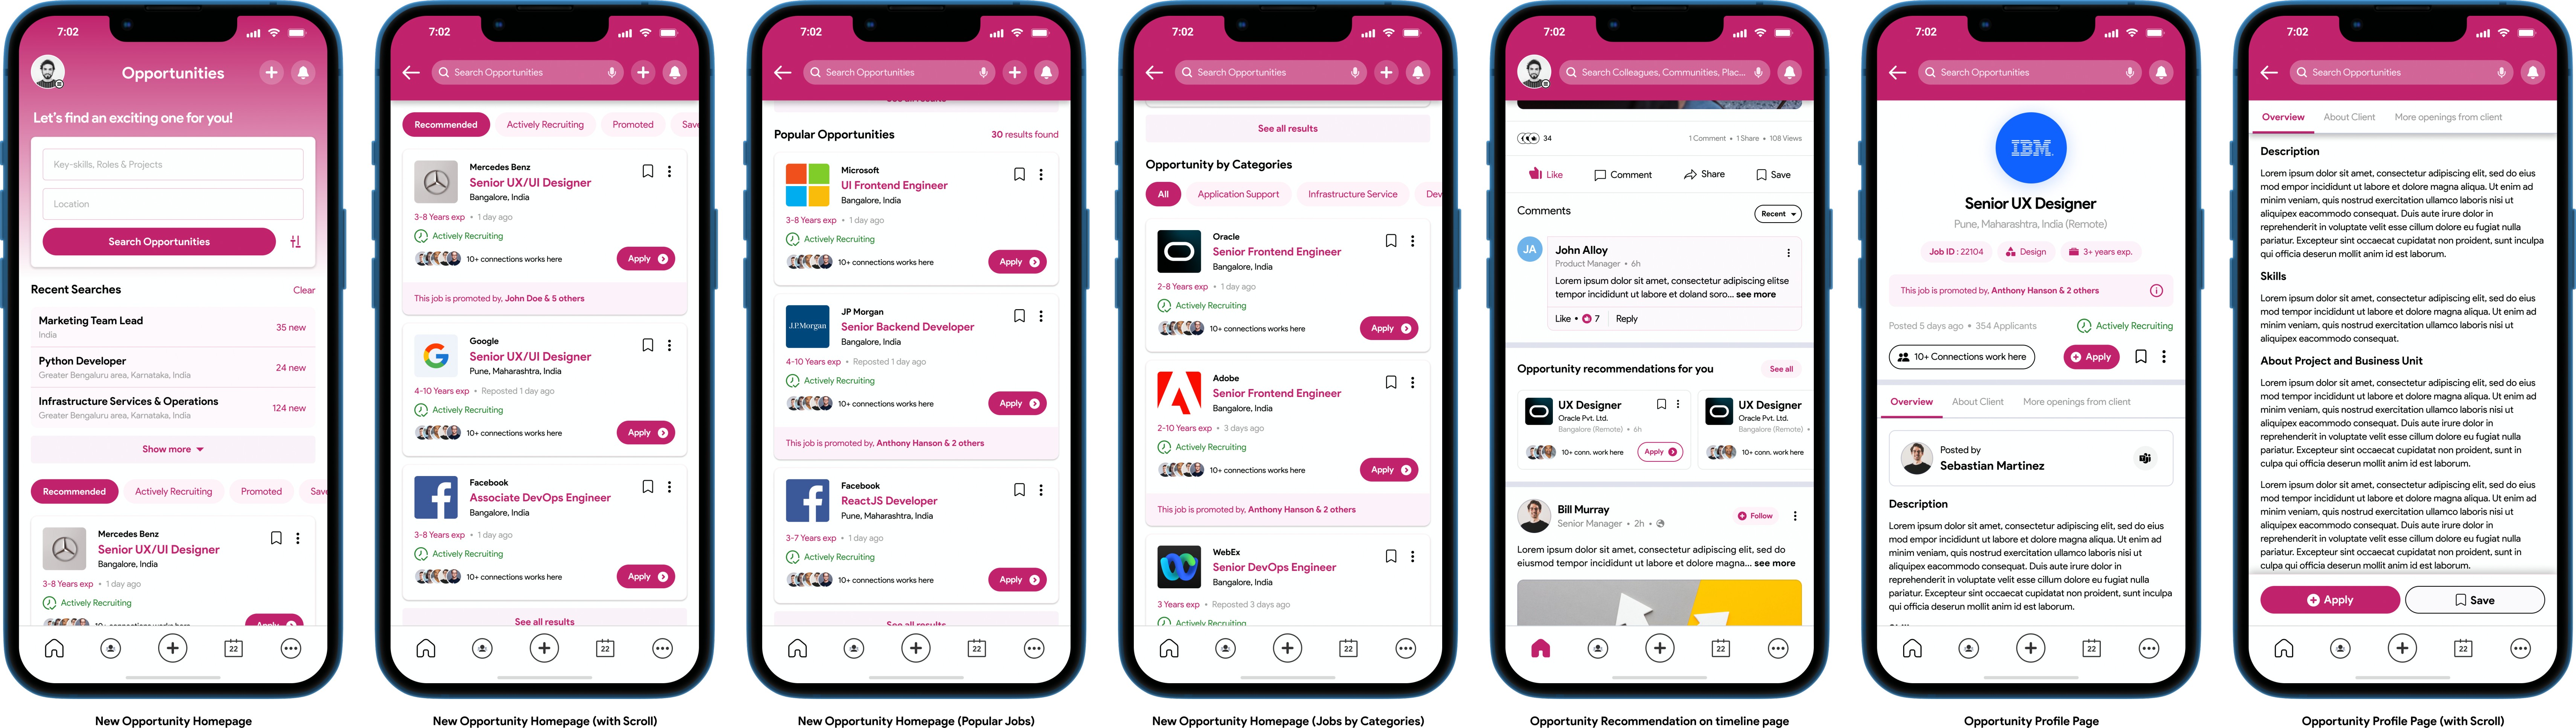 7:02
Opportunities
Let's find an exciting one for you!
Key-skills, Roles & Projects
Location
Search Opportunities
Recent Searches
Clear
Marketing Team Lead
India
35 new
Python Developer
Greater Bengaluru area, Karnataka, India
24 new
Infrastructure Services & Operations
Greater Bengaluru area, Karnataka, India
124 new
Show more
Recommended
Actively Recruiting
Promoted
Save
Mercedes Benz
Senior UX/UI Designer
Bangalore, India
3-8 Years exp • 1 day ago
Actively Recruiting
Apply
22
New Opportunity Homepage
7:02
Search Opportunities
Recommended
Actively Recruiting
Promoted
Save
Mercedes Benz
Senior UX/UI Designer
Bangalore, India
3-8 Years exp • 1 day ago
Actively Recruiting
10+ connections works here
Apply
This job is promoted by, John Doe & 5 others
Google
Senior UX/UI Designer
Pune, Maharashtra, India
4-10 Years exp • Reposted 1 day ago
Actively Recruiting
10+ connections works here
Apply
Facebook
Associate DevOps Engineer
Bangalore, India
3-8 Years exp • 1 day ago
Actively Recruiting
10+ connections works here
Apply
See all results
22
New Opportunity Homepage (with Scroll)
7:02
Search Opportunities
See all results
Popular Opportunities
30 results found
Microsoft
UI Frontend Engineer
Bangalore, India
3-8 Years exp • 1 day ago
Actively Recruiting
10+ connections works here
Apply
J.P.Morgan
JP Morgan
Senior Backend Developer
Bangalore, India
4-10 Years exp • Reposted 1 day ago
Actively Recruiting
10+ connections works here
Apply
This job is promoted by, Anthony Hanson & 2 others
Facebook
ReactJS Developer
Pune, Maharashtra, India
3-7 Years exp • 1 day ago
Actively Recruiting
10+ connections works here
Apply
See all results
22
New Opportunity Homepage (Popular Jobs)
7:02
Search Opportunities
See all results
Opportunity by Categories
All
Application Support
Infrastructure Service
Dev
Oracle
Senior Frontend Engineer
Bangalore, India
2-8 Years exp • 1 day ago
Actively Recruiting
10+ connections works here
Apply
Adobe
Senior Frontend Engineer
Bangalore, India
2-10 Years exp • 3 days ago
Actively Recruiting
10+ connections works here
Apply
This job is promoted by, Anthony Hanson & 2 others
WebEx
Senior DevOps Engineer
Bangalore, India
3 Years exp • Reposted 3 days ago
Actively Recruiting
22
New Opportunity Homepage (Jobs by Categories)
7:02
Search Colleagues, Communities, Plac...
34
1 Comment • 1 Share • 108 Views
Like
Comment
Share
Save
Comments
Recent
JA
John Alloy
Product Manager • 6h
Lorem ipsum dolor sit amet, consectetur adipiscing elitse
tempor incididunt ut labore et doland soro... see more
Like • 7
Reply
Opportunity recommendations for you
See all
UX Designer
Oracle Pvt. Ltd.
Bangalore (Remote) • 6h
10+ conn. work here
Apply
UX Designer
Oracle Pvt. Ltd.
Bangalore (Remote) •
10+ conn. work here
Bill Murray
Senior Manager • 2h •
Follow
Lorem ipsum dolor sit amet, consectetur adipiscing elit, sed do
eiusmod tempor incididunt ut labore et dolore magna... see more
22
Opportunity Recommendation on timeline page
7:02
Search Opportunities
IBM
Senior UX Designer
Pune, Maharashtra, India (Remote)
Job ID : 22104
Design
3+ years exp.
This job is promoted by, Anthony Hanson & 2 others
Posted 5 days ago • 354 Applicants
Actively Recruiting
10+ Connections work here
Apply
Overview
About Client
More openings from client
Posted by
Sebastian Martinez
Description
Lorem ipsum dolor sit amet, consectetur adipiscing elit, sed do eius
mod empor incididunt ut labore et dolore magna aliqua. Ut enim ad
minim veniam, quis nostrud exercitation ullamco laboris nisi ut
aliquipex eacommodo consequat. Duis aute irure dolor in
reprehenderit in voluptate velit esse cillum dolore eu fugiat nulla
pariatur. Excepteur sint occaecat cupidatat non proident, sunt inculpa
qui officia deserun mollit anim id est laborum.
22
Opportunity Profile Page
7:02
Search Opportunities
Overview
About Client
More openings from client
Description
Lorem ipsum dolor sit amet, consectetur adipiscing elit, sed do eius
mod empor incididunt ut labore et dolore magna aliqua. Ut enim ad
minim veniam, quis nostrud exercitation ullamco laboris nisi ut
aliquipex eacommodo consequat. Duis aute irure dolor in
reprehenderit in voluptate velit esse cillum dolore eu fugiat nulla
pariatur. Excepteur sint occaecat cupidatat non proident, sunt inculpa
qui officia deserun mollit anim id est laborum.
Skills
Lorem ipsum dolor sit amet, consectetur adipiscing elit, sed do eius
mod tempor incididunt ut labore et dolore magna aliqua. Ut enim ad
minim veniam, quis nostrud exercitation ullamco laboris nisi ut
aliquipex eacommodo consequat.
About Project and Business Unit
Lorem ipsum dolor sit amet, consectetur adipiscing elit, sed do eius
mod tempor incididunt ut labore et dolore magna aliqua. Ut enim ad
minim veniam, quis nostrud exercitation ullamco laboris nisi ut
aliquipex eacommodo consequat. Duis aute irure dolor in
reprehenderit in voluptate velit esse cillum dolore eu fugiat nulla
pariatur. Excepteur sint occaecat cupidatat non proident, sunt in
culpa qui officia deserunt mollit anim id est laborum.
Lorem ipsum dolor sit amet, consectetur adipiscing elit, sed do eius
mod tempor incididunt ut labore et dolore magna aliqua. Ut enim ad
minim veniam, quis nostrud exercitation ullamco laboris nisi ut
aliquipex eacommodo consequat. Duis aute irure dolor in
reprehenderit in voluptate velit esse cillum dolore eu fugiat nulla
pariatur. Excepteur sint occaecat cupidatat non proident, sunt in
culpa qui officia deserunt mollit anim id est laborum.
Apply
Save
22
Opportunity Profile Page (with Scroll)